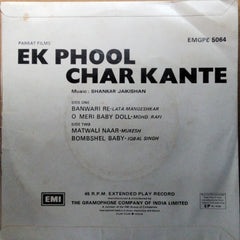 PANKAJ FILMS
EMGPE 5064
EK PHOOL
CHAR KANTE
Music: SHANKAR JAIKISHAN
SIDE ONE
BANWARI RE-LATA MANGESHKAR
O MERI BABY DOLL-MOHD. RAFI
SIDE TWO
MATWALI NAAR-MUKESH
BOMBSHEL BABY-IQBAL SINGH
EMI
45 R.P.M. EXTENDED PLAY RECORD
THE GRAMOPHONE COMPANY OF INDIA LIMITED